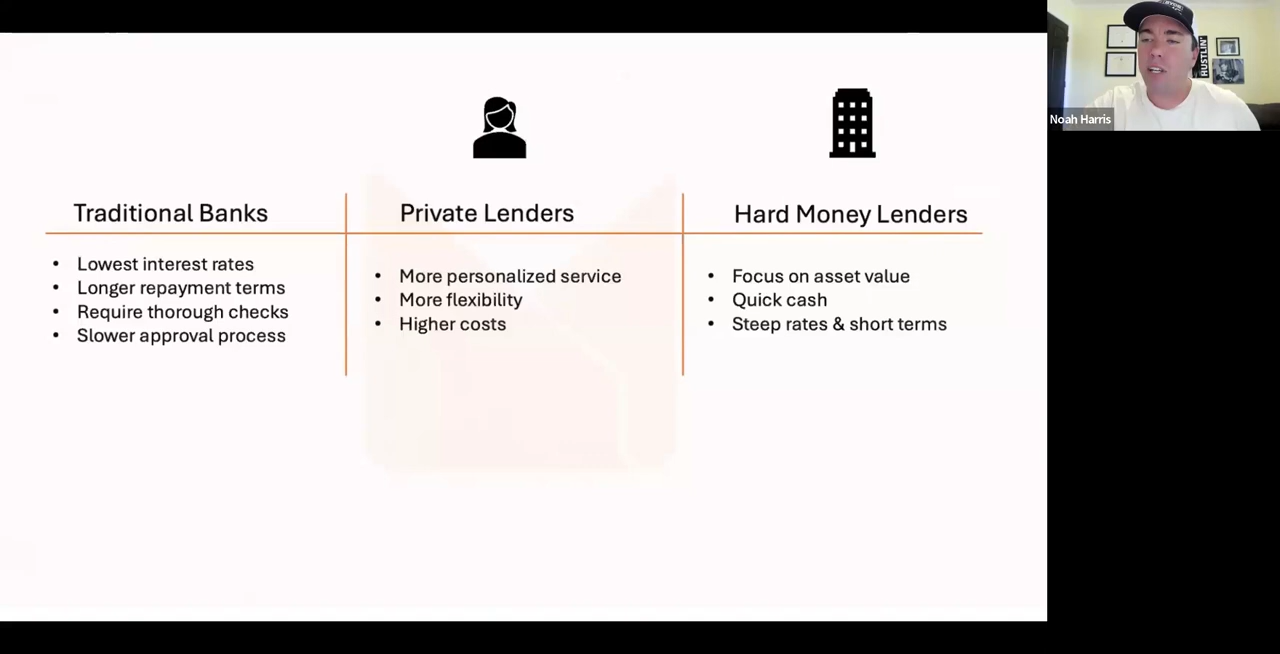 Traditional Banks
• Lowest interest rates
• Longer repayment terms
• Require thorough checks
• Slower approval process
Private Lenders
• More personalized service
• More flexibility
• Higher costs
Hard Money Lenders
• Focus on asset value
• Quick cash
• Steep rates & short terms
HUSTLIN'
Noah Harris